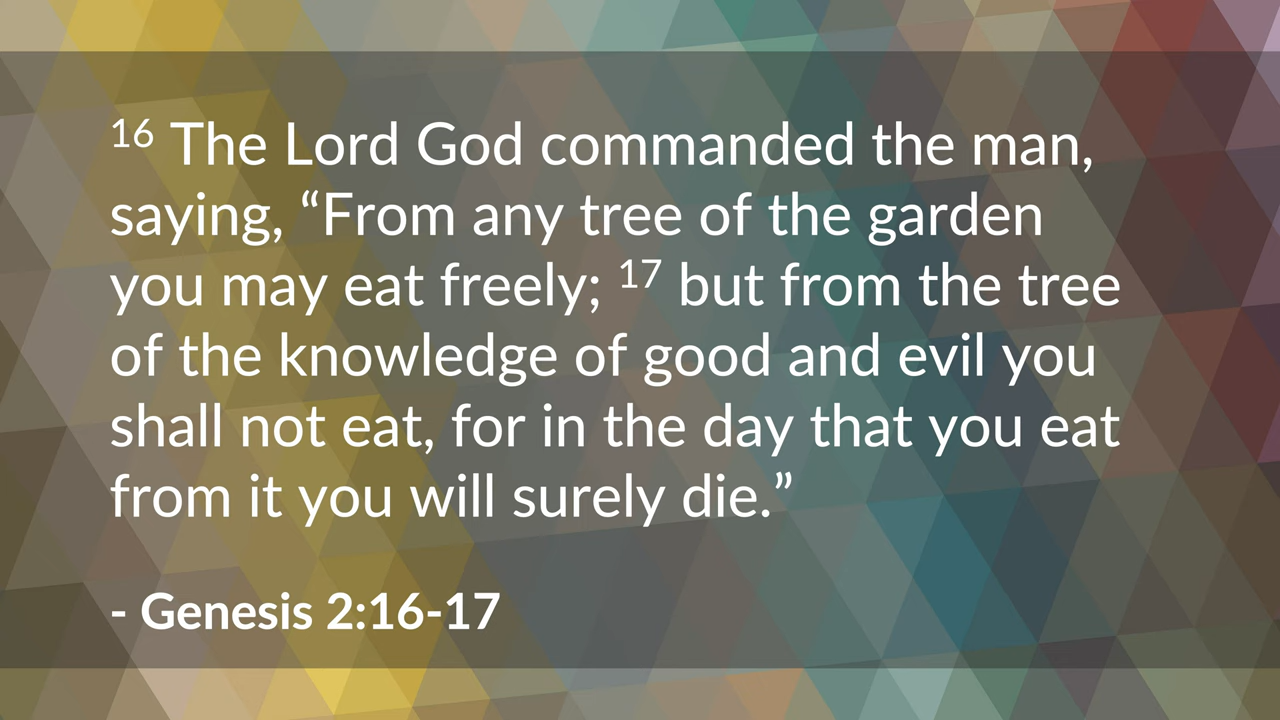 16 The Lord God commanded the man,
saying, “From any tree of the garden
you may eat freely; 17 but from the tree
of the knowledge of good and evil you
shall not eat, for in the day that you eat
from it you will surely die.”
- Genesis 2:16-17